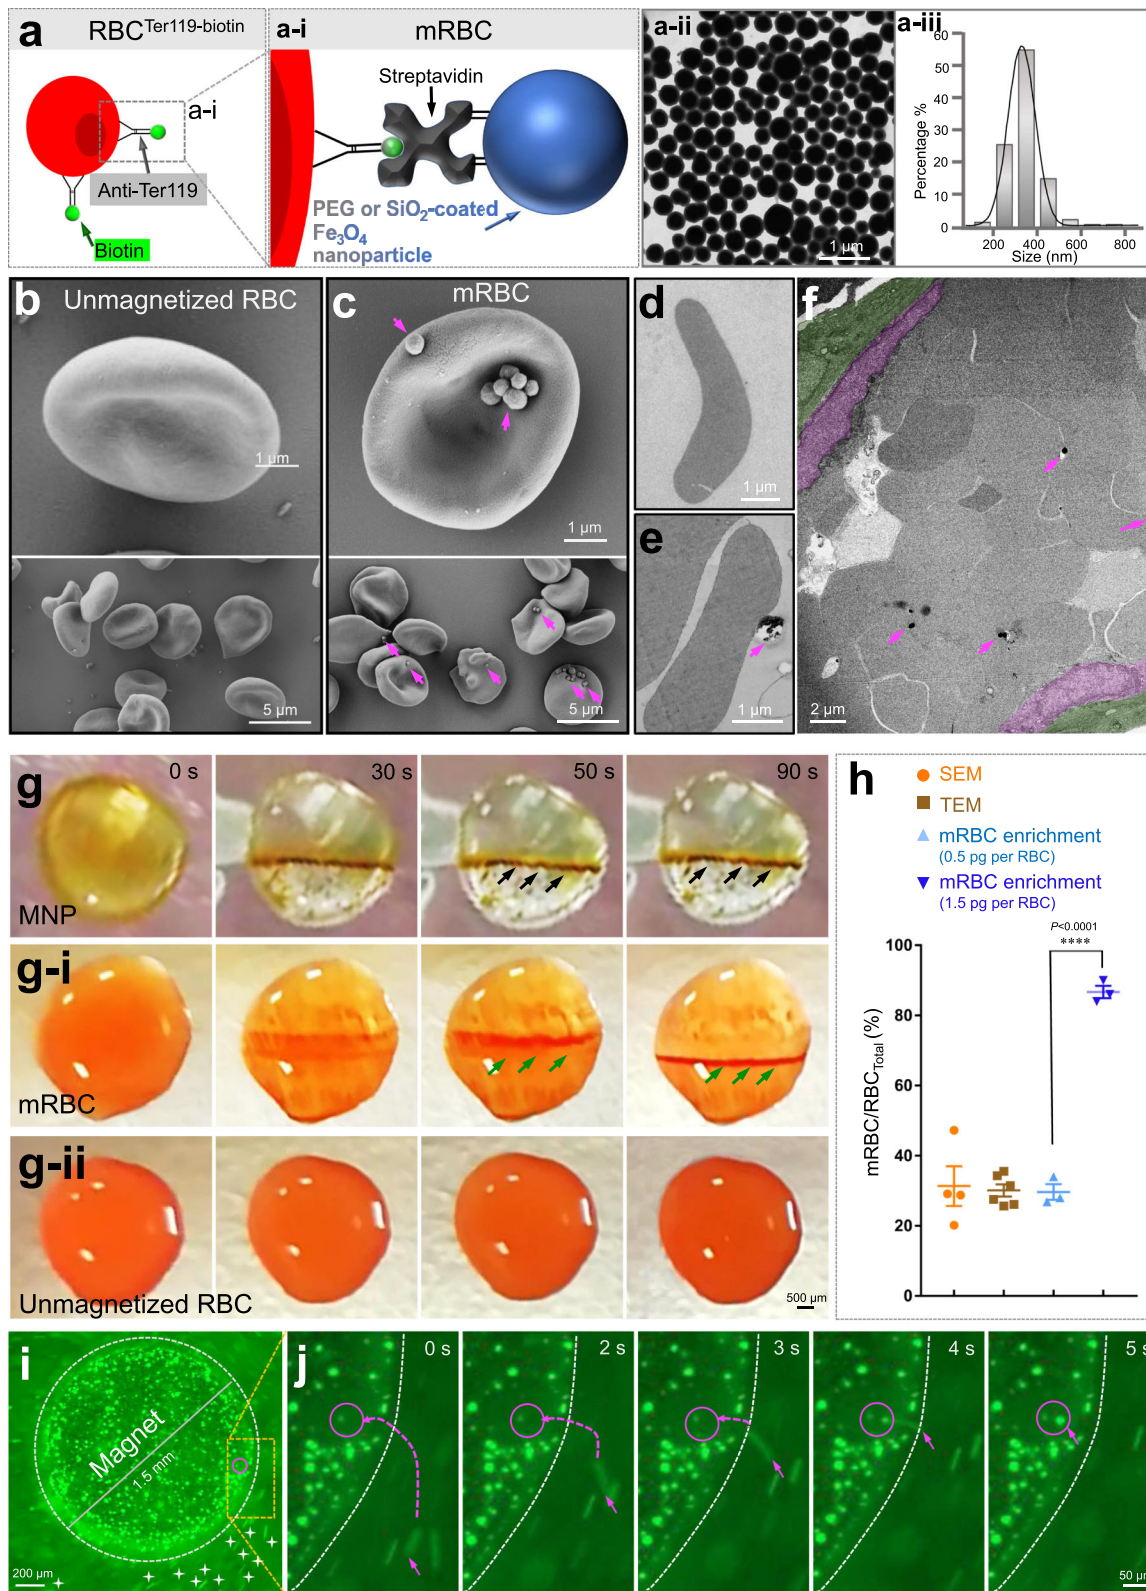 a
RBC^Ter119-biotin
a-i
Anti-Ter119
Biotin
a-i
mRBC
Streptavidin
PEG or SiO₂-coated
Fe₃O₄
nanoparticle
a-ii
1 µm
a-iii
Percentage %
60
50
40
30
20
10
0
200
400
600
800
Size (nm)
b
Unmagnetized RBC
1 µm
5 µm
c
mRBC
1 µm
5 µm
d
1 µm
e
1 µm
f
2 µm
g
0 s
30 s
50 s
90 s
MNP
g-i
mRBC
g-ii
Unmagnetized RBC
500 µm
h
SEM
TEM
mRBC enrichment
(0.5 pg per RBC)
mRBC enrichment
(1.5 pg per RBC)
P<0.0001
****
mRBC/RBC_Total (%)
100
80
60
40
20
0
i
Magnet
1.5 mm
200 µm
j
0 s
2 s
3 s
4 s
5 s
50 µm